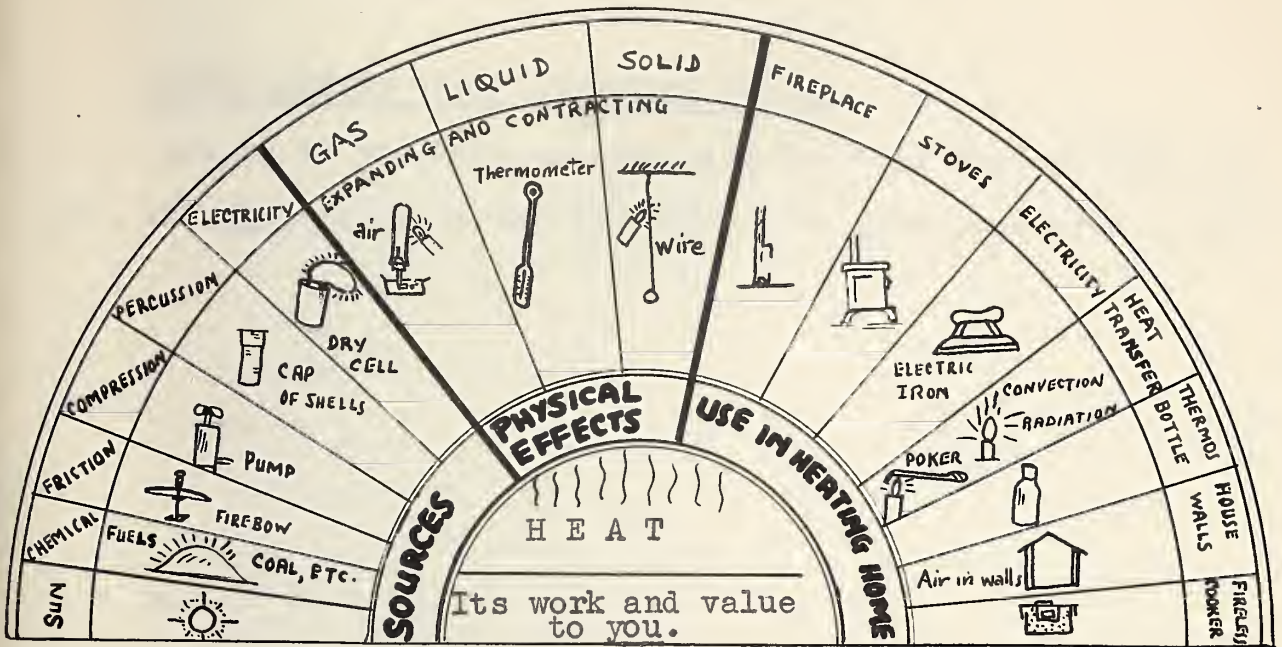 SUN
CHEMICAL
FUELS
COAL, ETC.
FRICTION
FIREBOW
COMPRESSION
PUMP
PERCUSSION
CAP
OF SHELLS
ELECTRICITY
DRY
CELL
GAS
LIQUID
SOLID
EXPANDING AND CONTRACTING
air
Thermometer
wire
FIREPLACE
STOVES
ELECTRICITY
ELECTRIC
IRON
HEAT
TRANSFER
CONVECTION
RADIATION
POKER
THERMOS
BOTTLE
HOUSE
WALLS
Air in walls
FIRELESS
COOKER
SOURCES
PHYSICAL
EFFECTS
USE IN HEATING HOME
HEAT
Its work and value
to you.